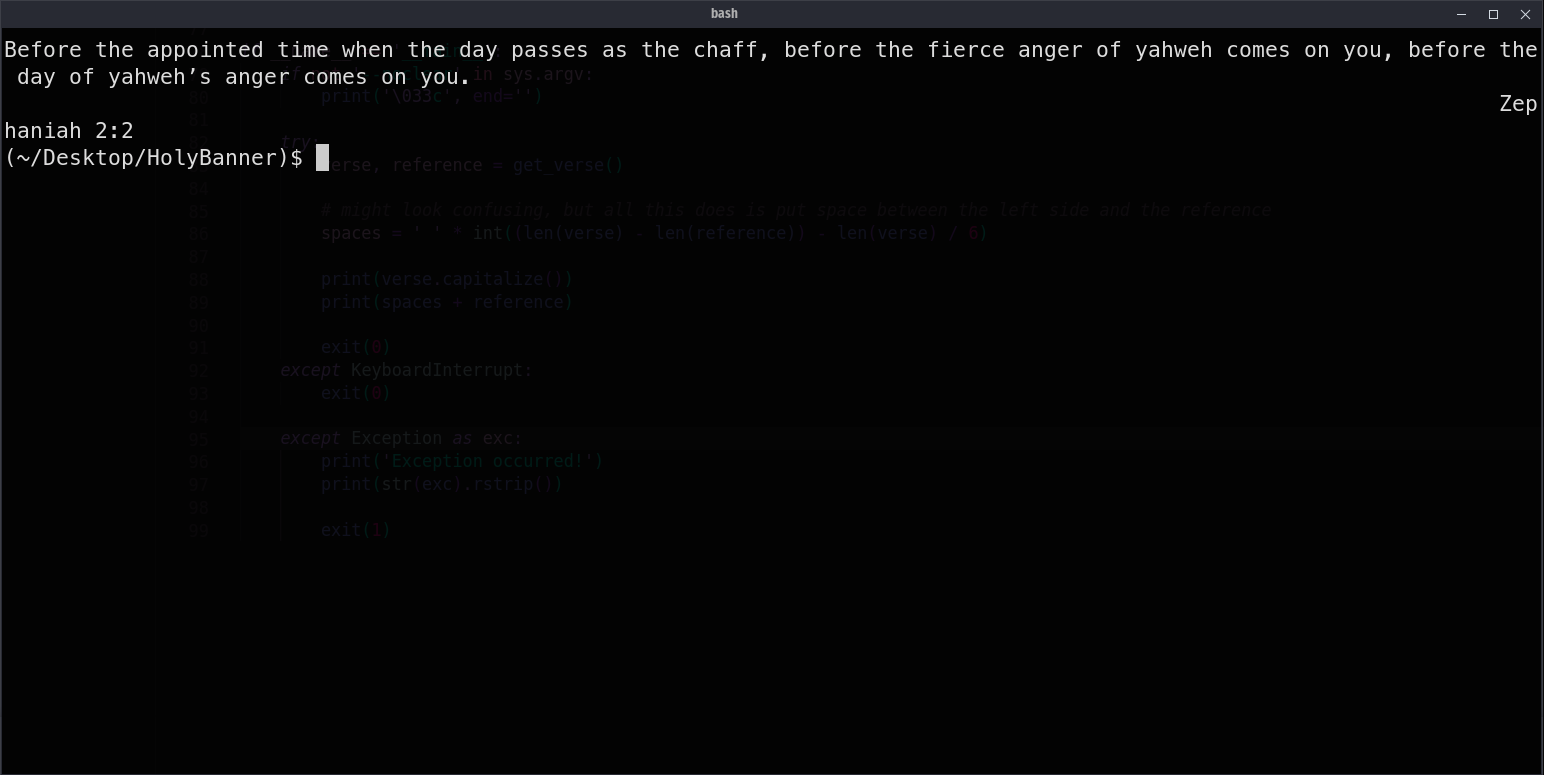 bash
Before the appointed time when the day passes as the chaff, before the fierce anger of yahweh comes on you, before the
day of yahweh’s anger comes on you.
Zep
haniah 2:2
(~/Desktop/HolyBanner)$
if in sys.argv:
80 print('\033c', end='')
81
try:
erse, reference = get_verse()
84
85 # might look confusing, but all this does is put space between the left side and the reference
86 spaces = ' ' * int((len(verse) - len(reference)) - len(verse) / 6)
87
88 print(verse.capitalize())
89 print(spaces + reference)
90
91 exit(0)
92 except KeyboardInterrupt:
93 exit(0)
94
95 except Exception as exc:
96 print('Exception occurred!')
97 print(str(exc).rstrip())
98
99 exit(1)